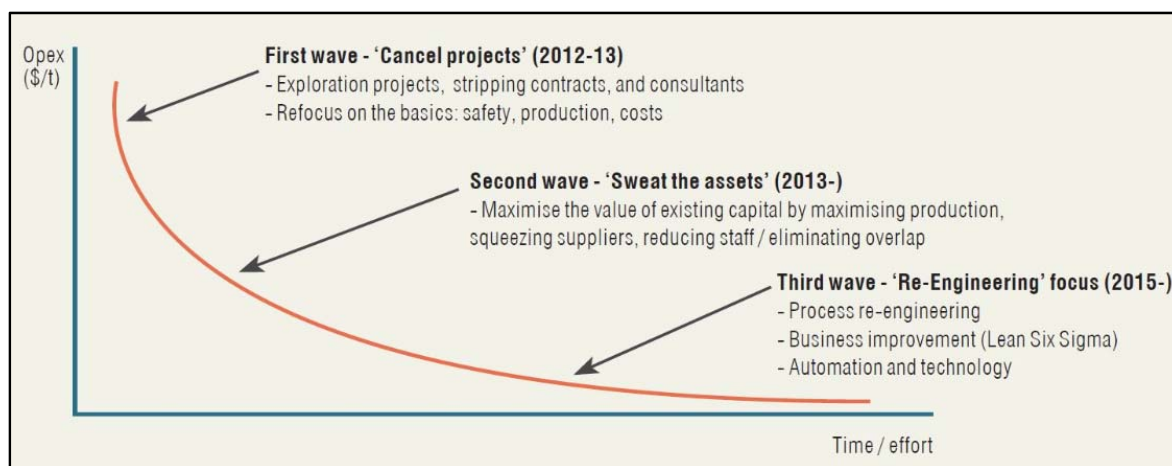 Opex
($/t)
First wave - ‘Cancel projects’ (2012-13)
- Exploration projects, stripping contracts, and consultants
- Refocus on the basics: safety, production, costs
Second wave - ‘Sweat the assets’ (2013-)
- Maximise the value of existing capital by maximising production,
squeezing suppliers, reducing staff / eliminating overlap
Third wave - ‘Re-Engineering’ focus (2015-)
- Process re-engineering
- Business improvement (Lean Six Sigma)
- Automation and technology
Time / effort